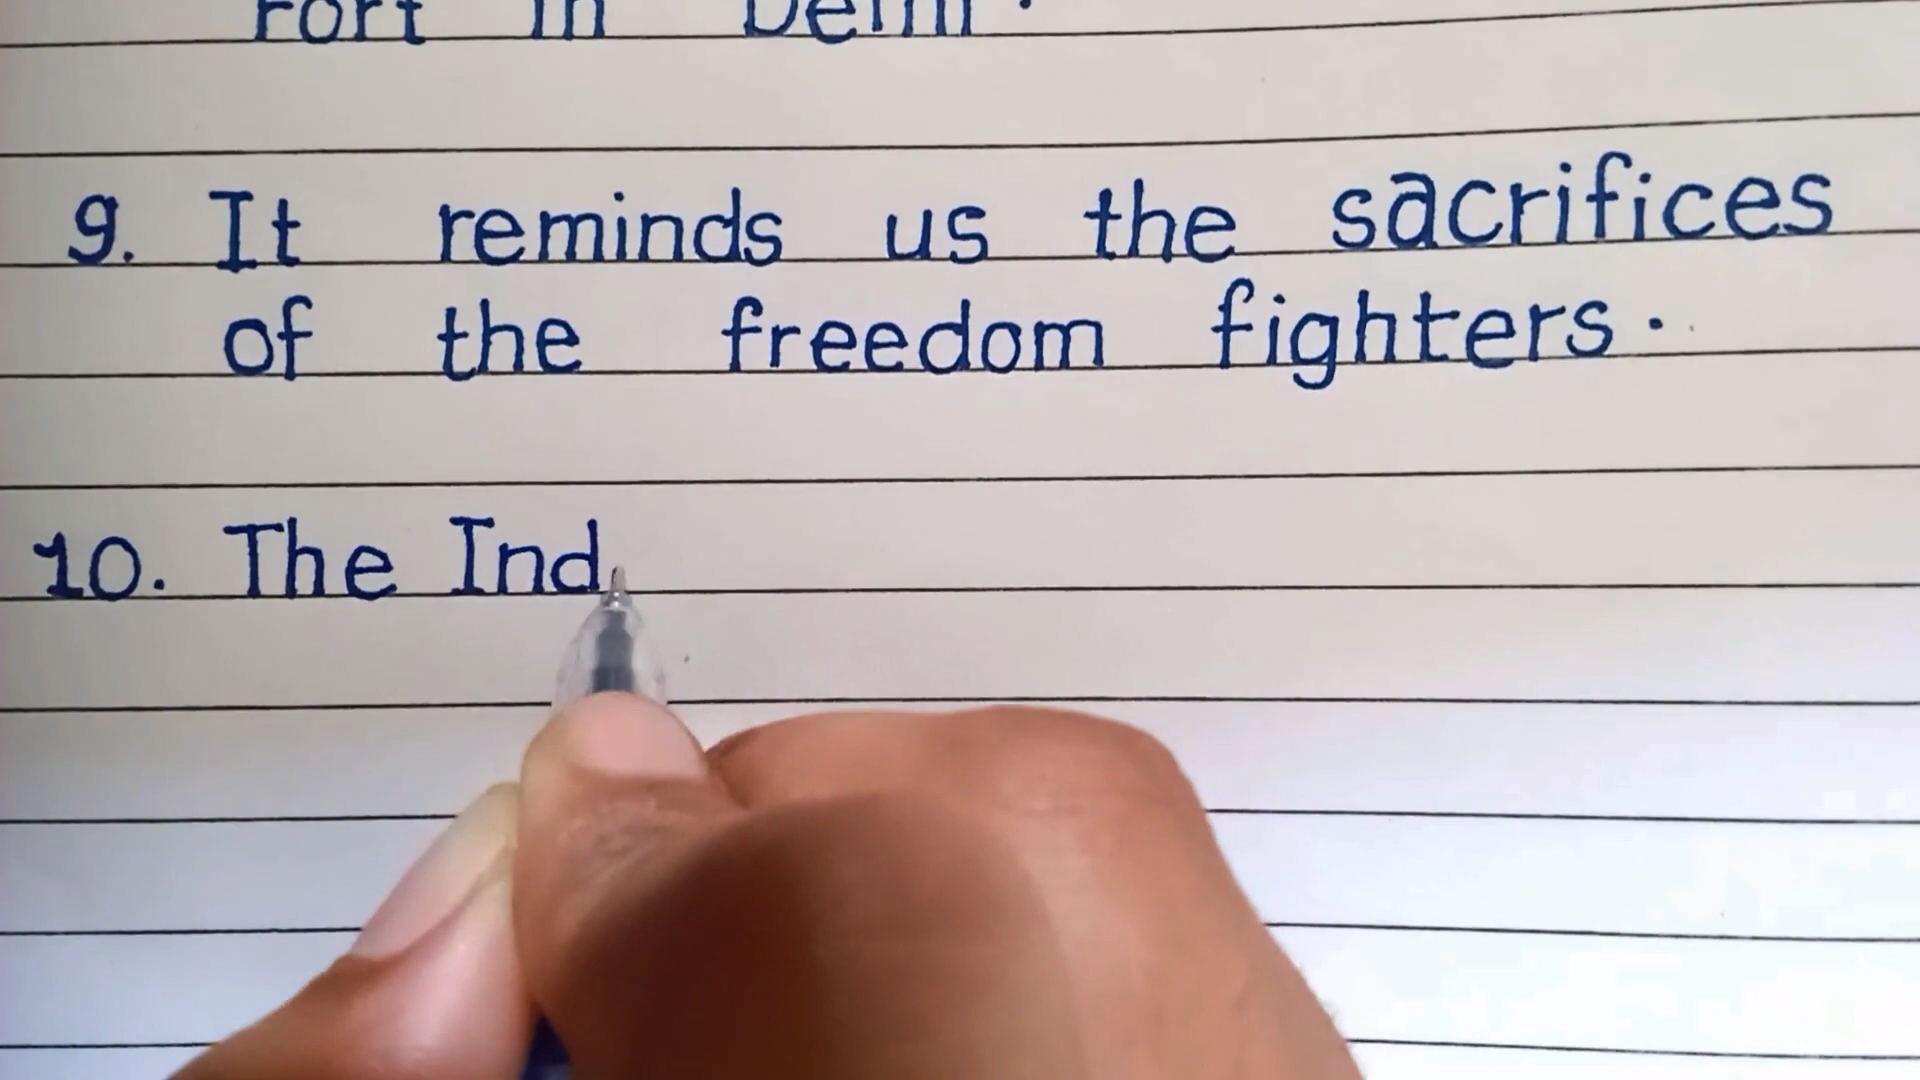 Fort in Delhi.
9. It reminds us the sacrifices
of the freedom fighters.
10. The Ind